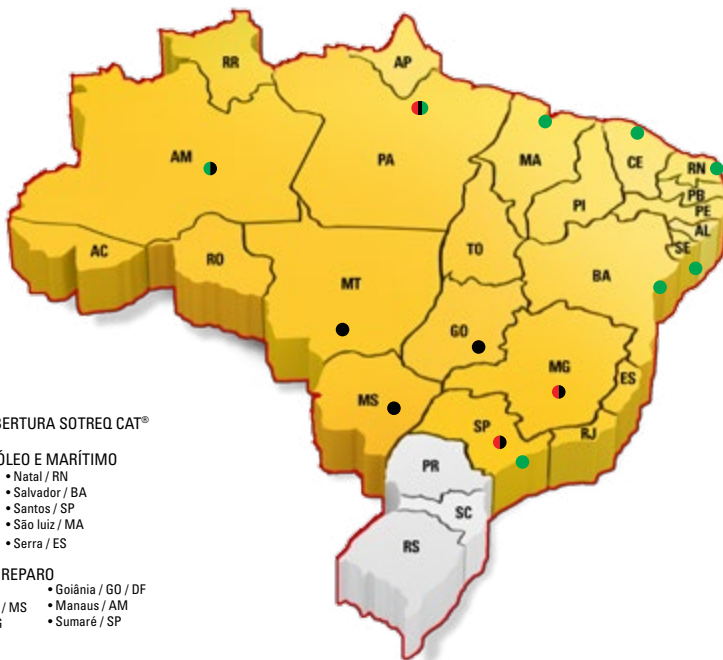 RR
AP
AM
PA
MA
CE
RN
PB
PE
AL
SE
PI
TO
BA
AC
RO
MT
GO
MG
ES
MS
SP
RJ
PR
SC
RS
BERTURA SOTREQ CAT®
ÓLEO E MARÍTIMO
• Natal / RN
• Salvador / BA
• Santos / SP
• São luiz / MA
• Serra / ES
REPARO
• Goiânia / GO / DF
/ MS • Manaus / AM
G • Sumaré / SP